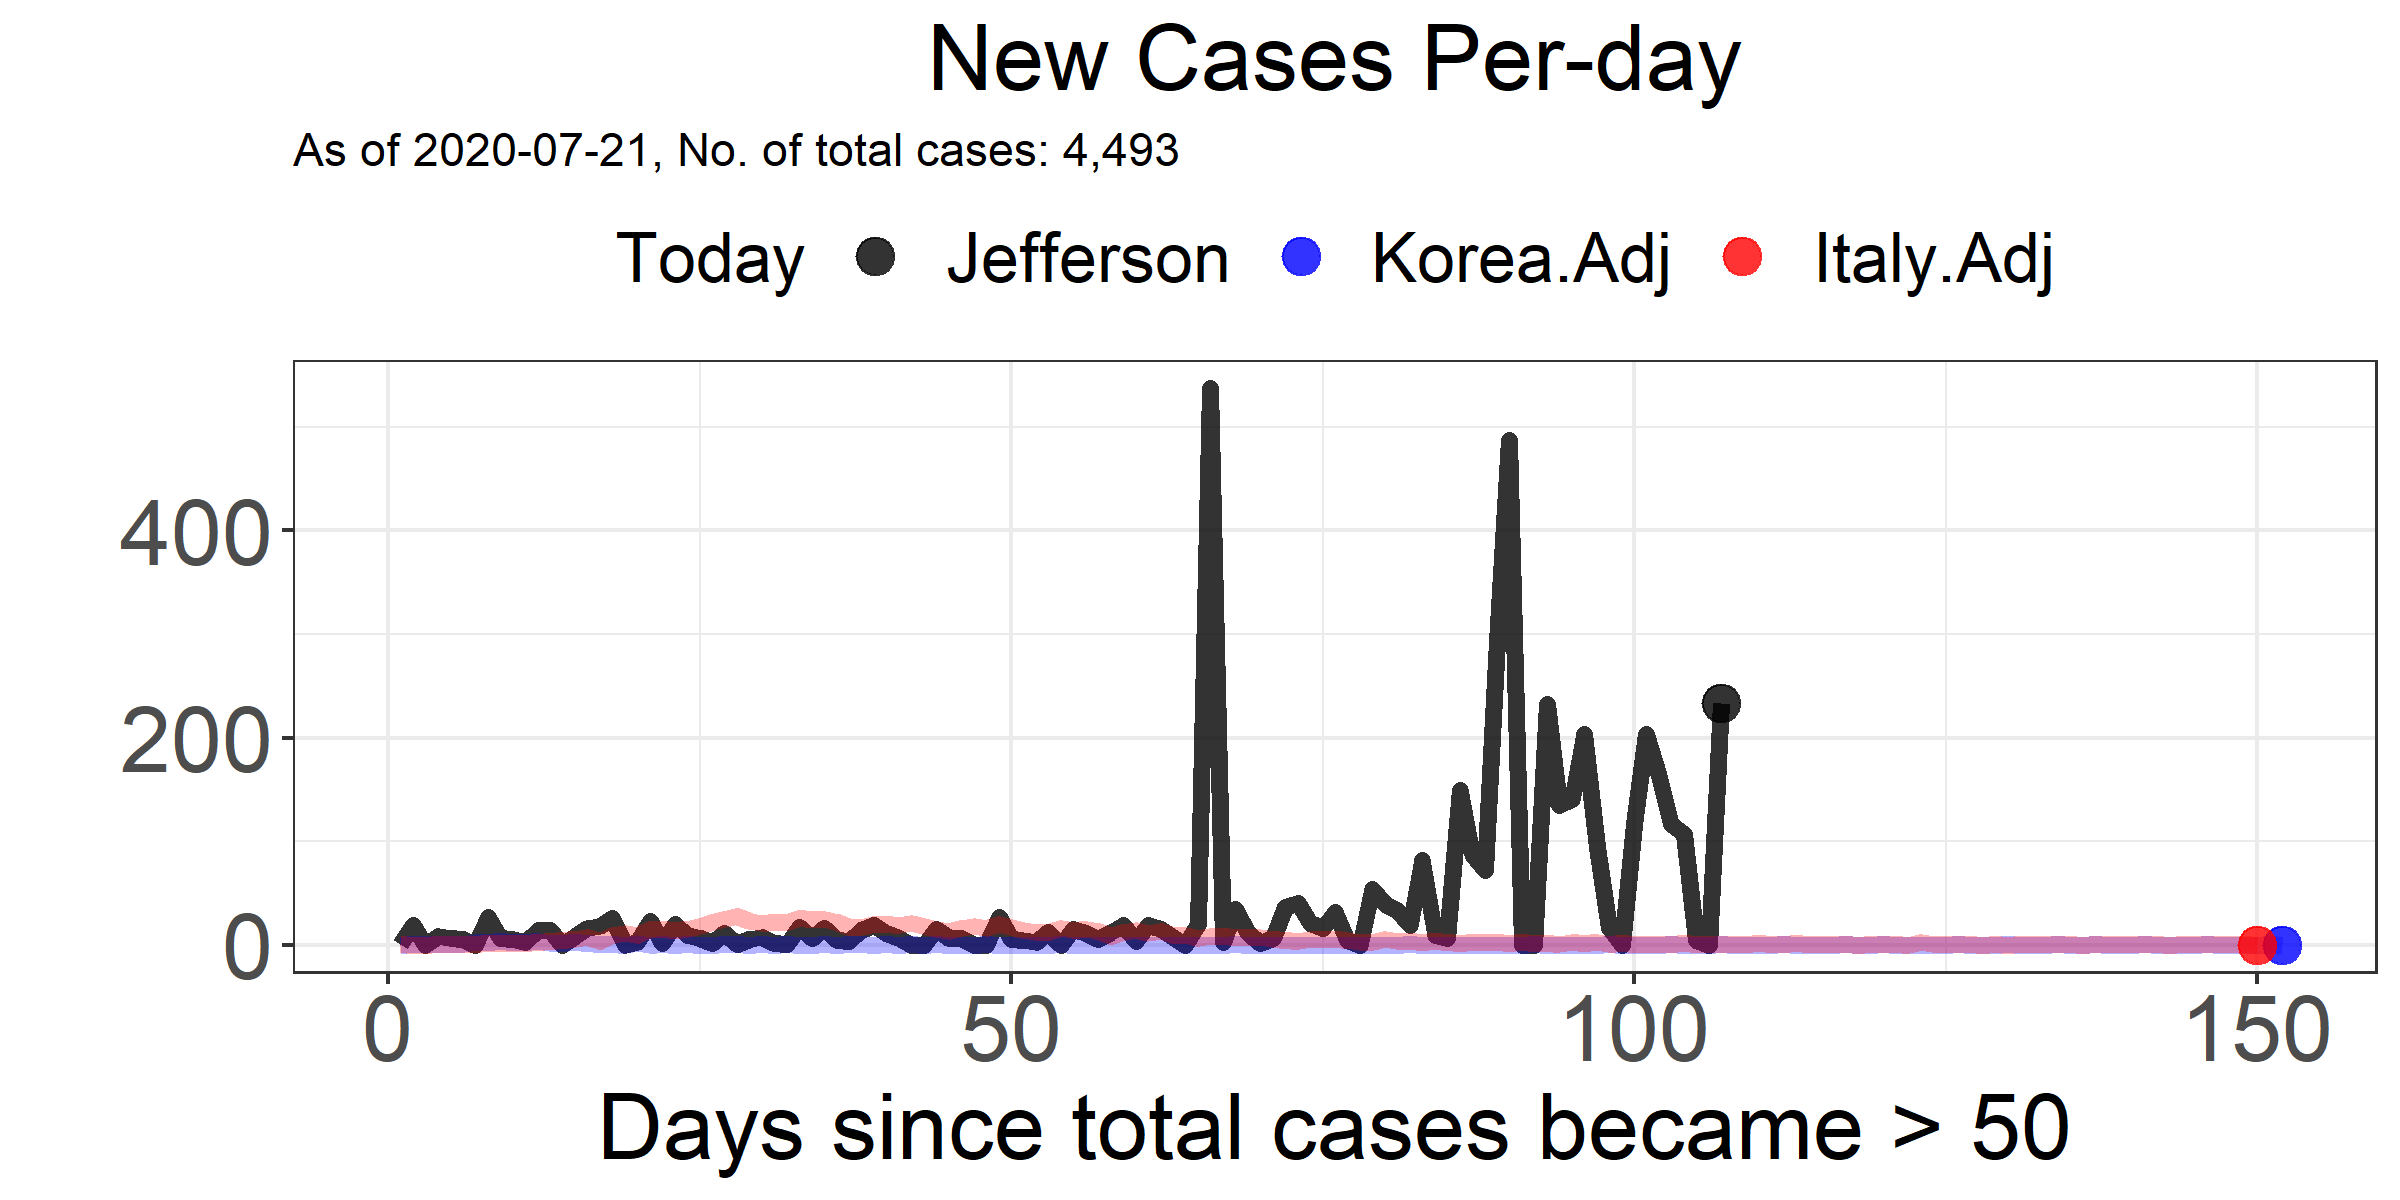 New Cases Per-day
As of 2020-07-21, No. of total cases: 4,493
Today Jefferson Korea.Adj Italy.Adj
400
200
0
0 50 100 150
Days since total cases became > 50